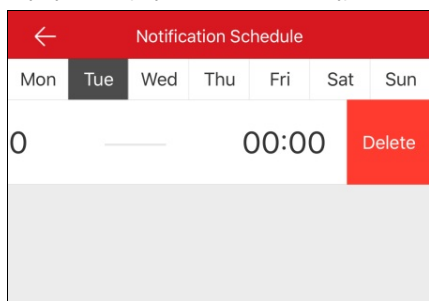 Notification Schedule
Mon Tue Wed Thu Fri Sat Sun
0 00:00 Delete